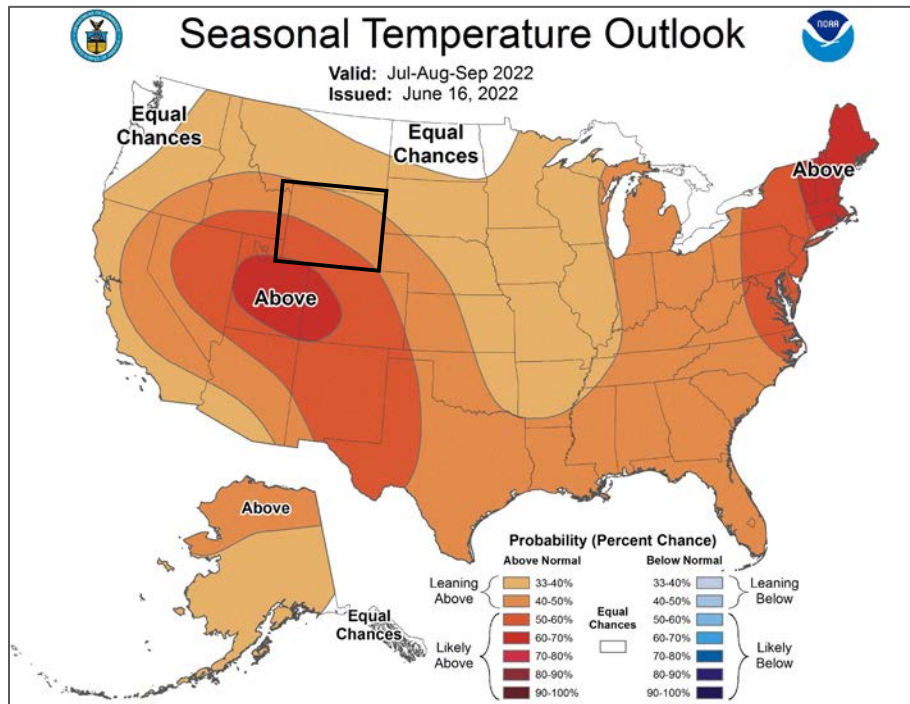 Seasonal Temperature Outlook
NOAA
Valid: Jul-Aug-Sep 2022
Issued: June 16, 2022
Equal
Chances
Equal
Chances
Above
Above
Above
Equal
Chances
Probability (Percent Chance)
Above Normal
Below Normal
Leaning
Above
33-40%
40-50%
Likely
Above
50-60%
60-70%
70-80%
80-90%
90-100%
Equal
Chances
33-40%
40-50%
Leaning
Below
50-60%
60-70%
70-80%
80-90%
90-100%
Likely
Below